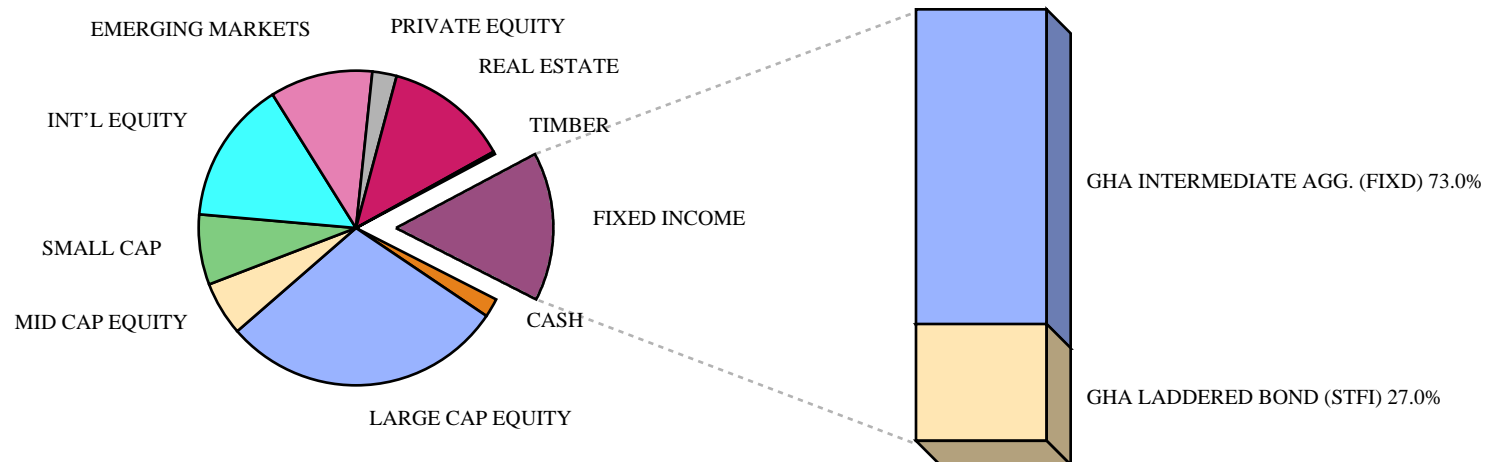 EMERGING MARKETS
PRIVATE EQUITY
REAL ESTATE
INT'L EQUITY
TIMBER
GHA INTERMEDIATE AGG. (FIXD) 73.0%
FIXED INCOME
SMALL CAP
MID CAP EQUITY
CASH
GHA LADDERED BOND (STFI) 27.0%
LARGE CAP EQUITY